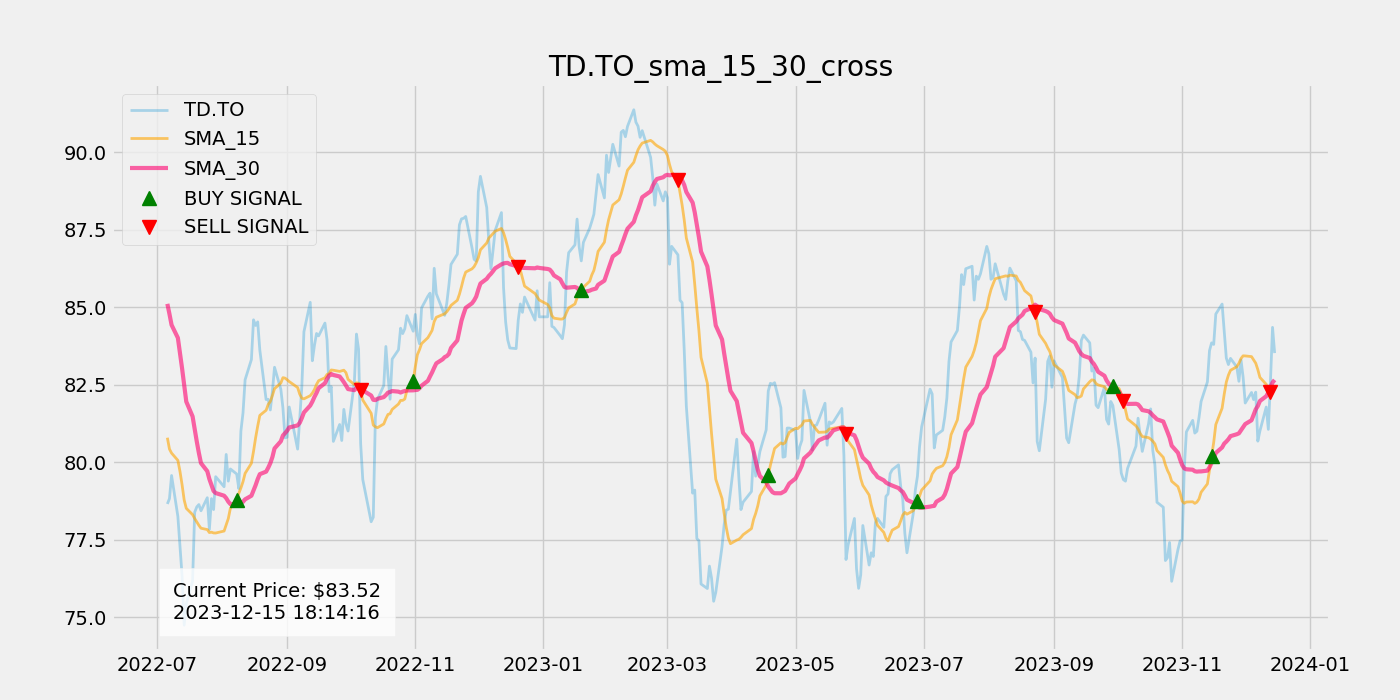 TD.TO_sma_15_30_cross
TD.TO
SMA_15
SMA_30
BUY SIGNAL
SELL SIGNAL
90.0
87.5
85.0
82.5
80.0
77.5
75.0
Current Price: $83.52
2023-12-15 18:14:16
2022-07 2022-09 2022-11 2023-01 2023-03 2023-05 2023-07 2023-09 2023-11 2024-01